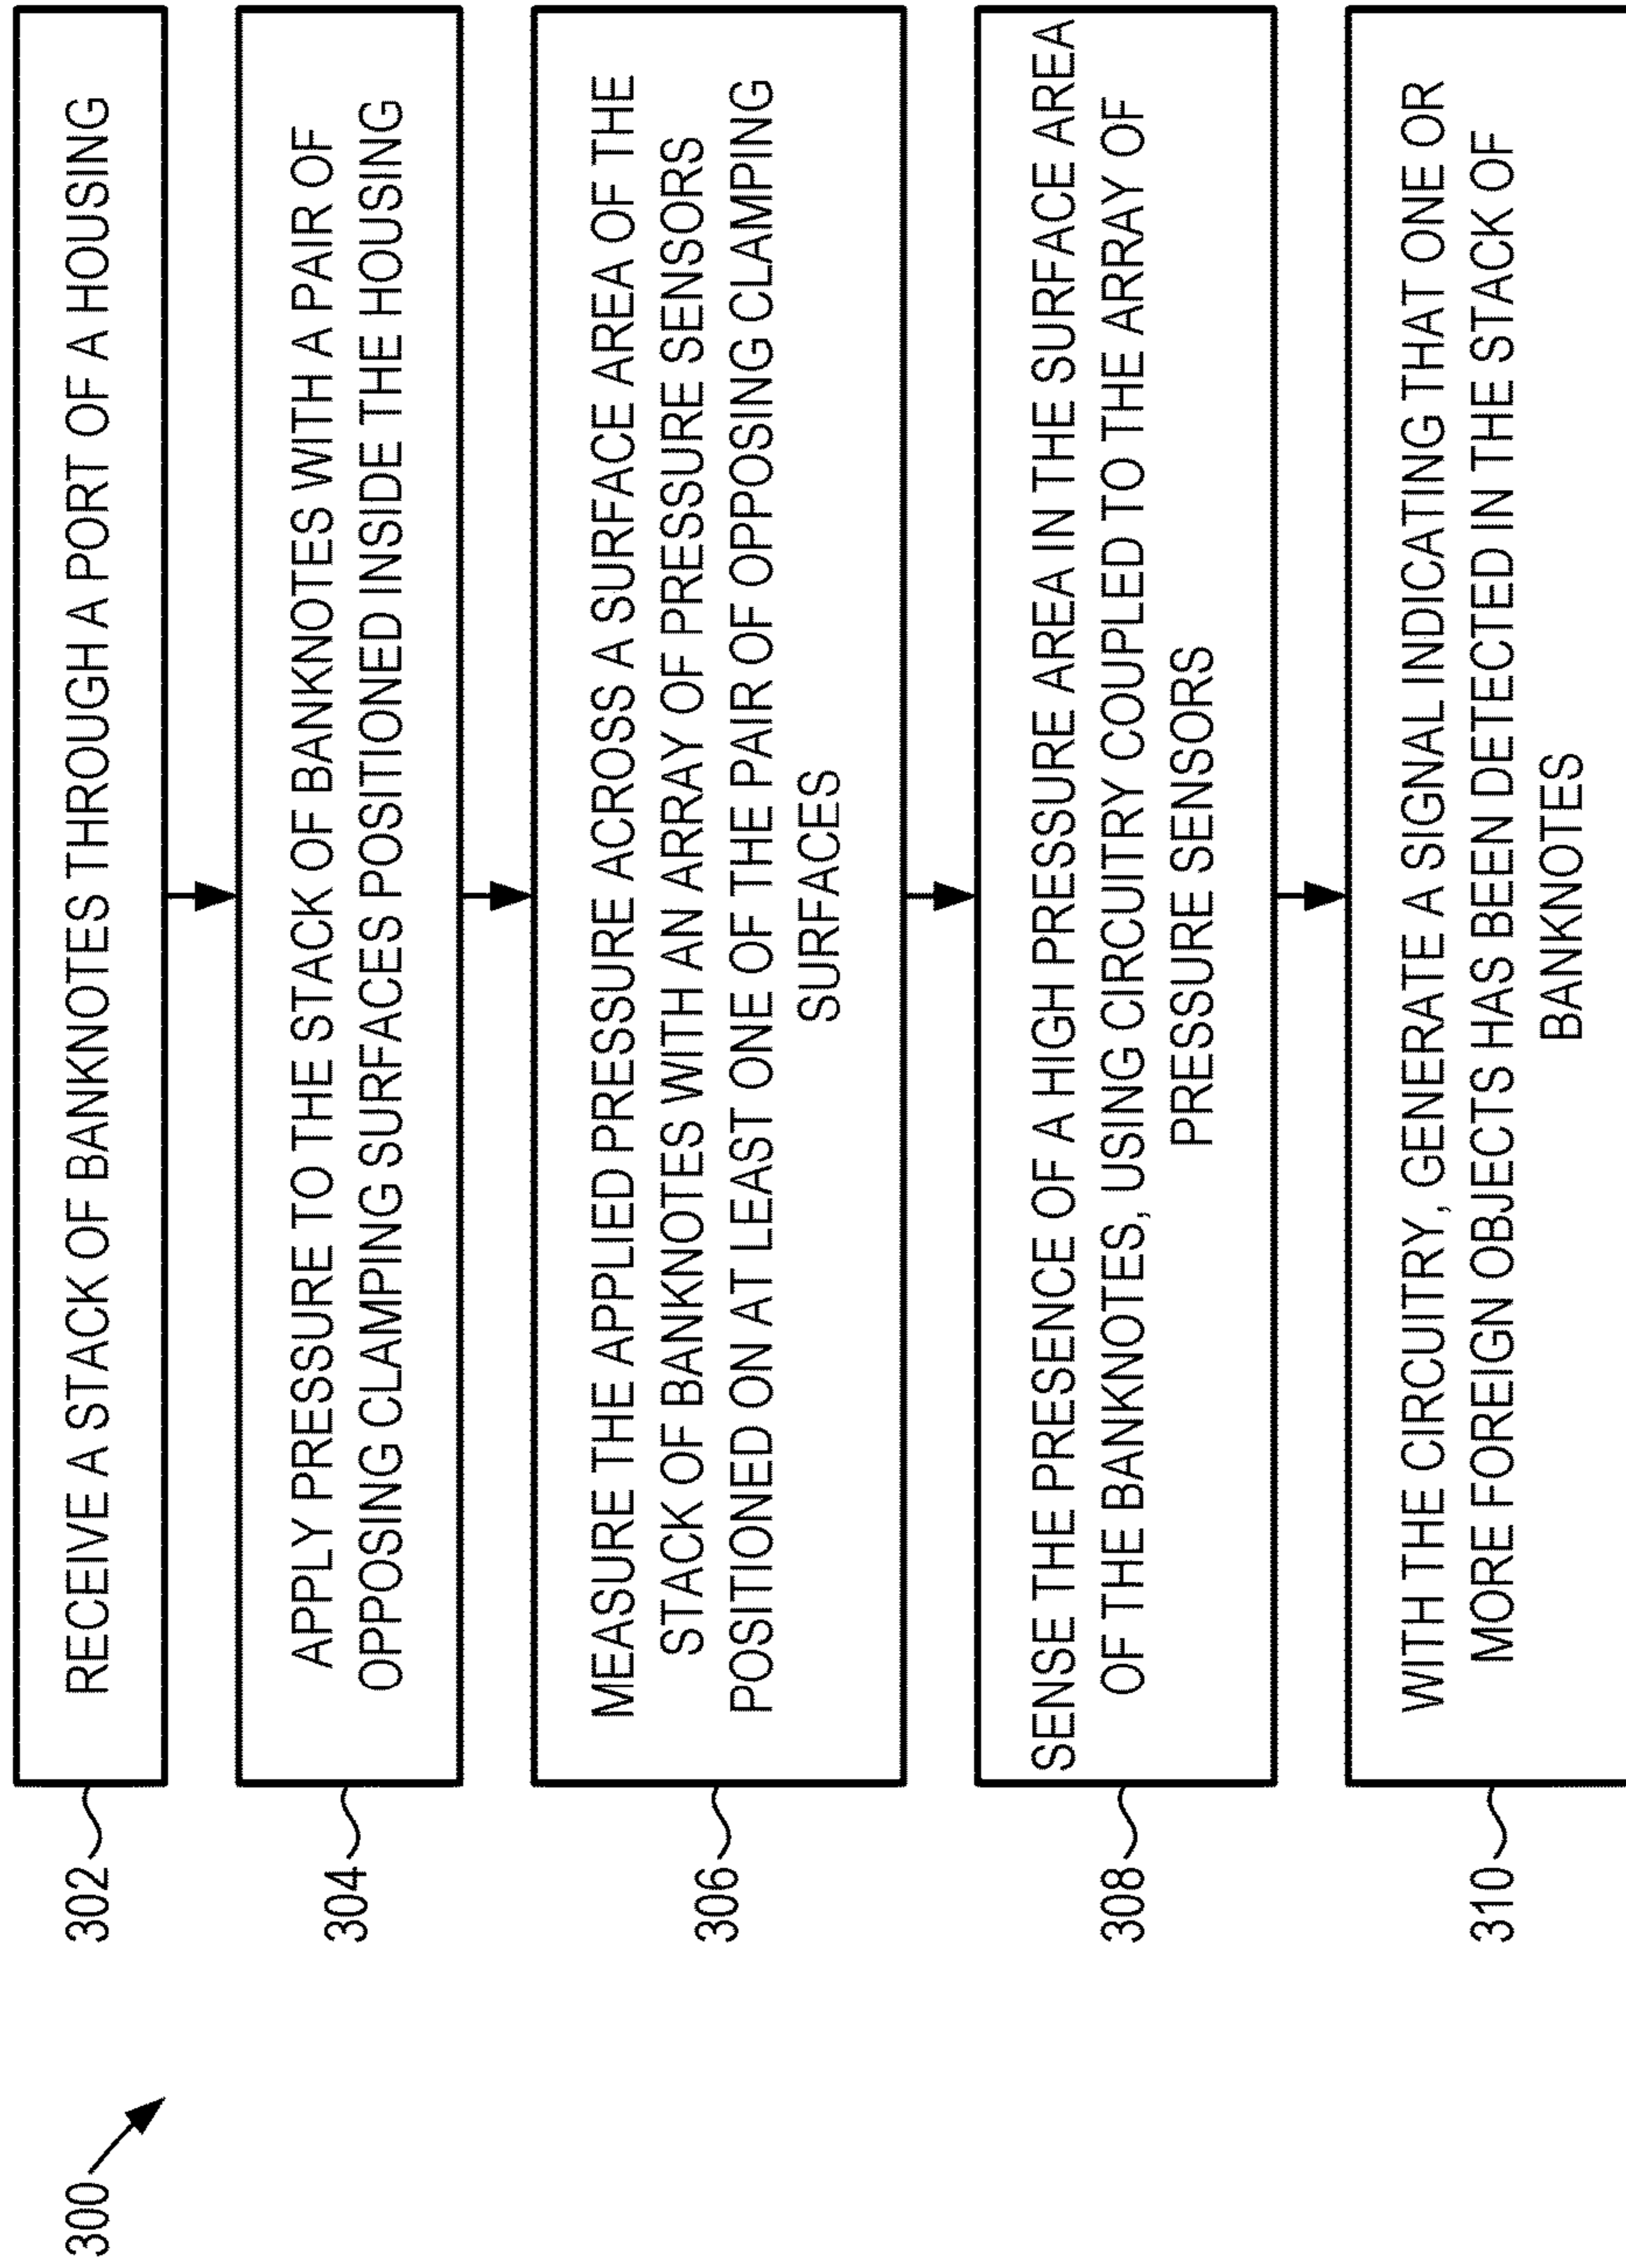 300
302
RECEIVE A STACK OF BANKNOTES THROUGH A PORT OF A HOUSING
304
APPLY PRESSURE TO THE STACK OF BANKNOTES WITH A PAIR OF
OPPOSING CLAMPING SURFACES POSITIONED INSIDE THE HOUSING
306
MEASURE THE APPLIED PRESSURE ACROSS A SURFACE AREA OF THE
STACK OF BANKNOTES WITH AN ARRAY OF PRESSURE SENSORS
POSITIONED ON AT LEAST ONE OF THE PAIR OF OPPOSING CLAMPING
SURFACES
308
SENSE THE PRESENCE OF A HIGH PRESSURE AREA IN THE SURFACE AREA
OF THE BANKNOTES, USING CIRCUITRY COUPLED TO THE ARRAY OF
PRESSURE SENSORS
310
WITH THE CIRCUITRY, GENERATE A SIGNAL INDICATING THAT ONE OR
MORE FOREIGN OBJECTS HAS BEEN DETECTED IN THE STACK OF
BANKNOTES